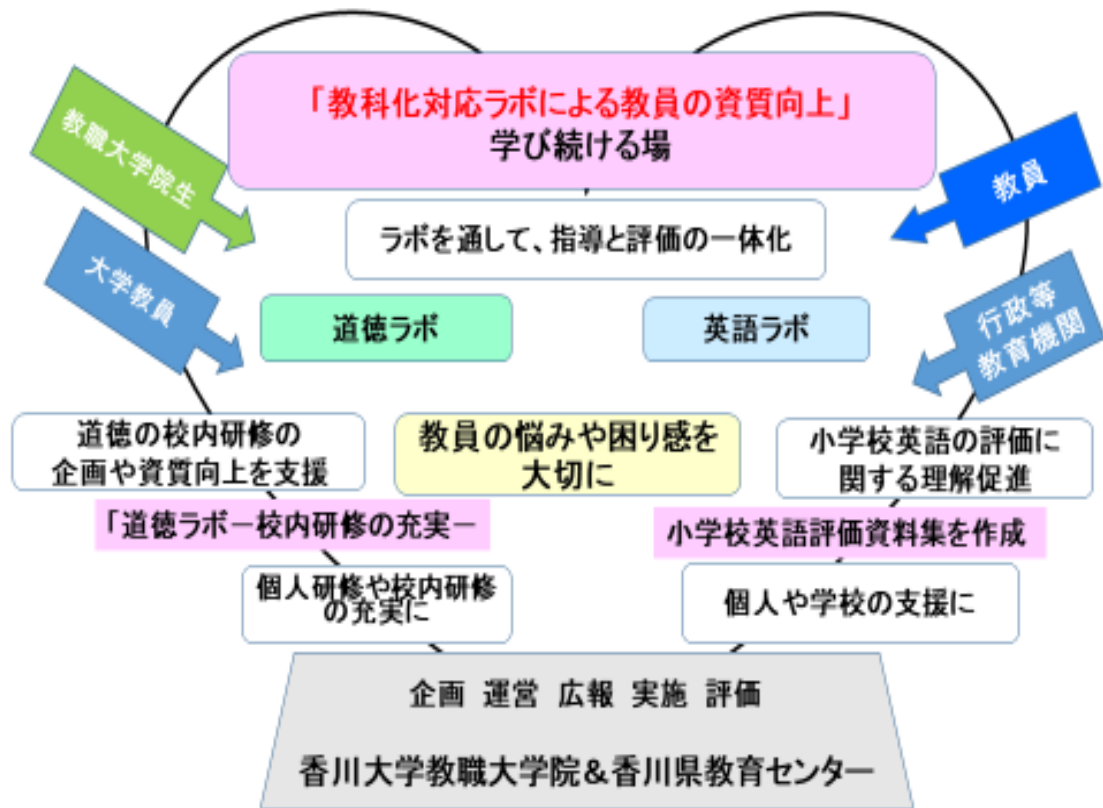 「教科化対応ラボによる教員の資質向上」
学び続ける場
教職大学院生
教員
ラボを通して、指導と評価の一体化
大学教員
行政等
教育機関
道徳ラボ
英語ラボ
道徳の校内研修の
企画や資質向上を支援
教員の悩みや困り感を
大切に
小学校英語の評価に
関する理解促進
「道徳ラボー校内研修の充実ー
小学校英語評価資料集を作成
個人研修や校内研修
の充実に
個人や学校の支援に
企画 運営 広報 実施 評価
香川大学教職大学院&香川県教育センター